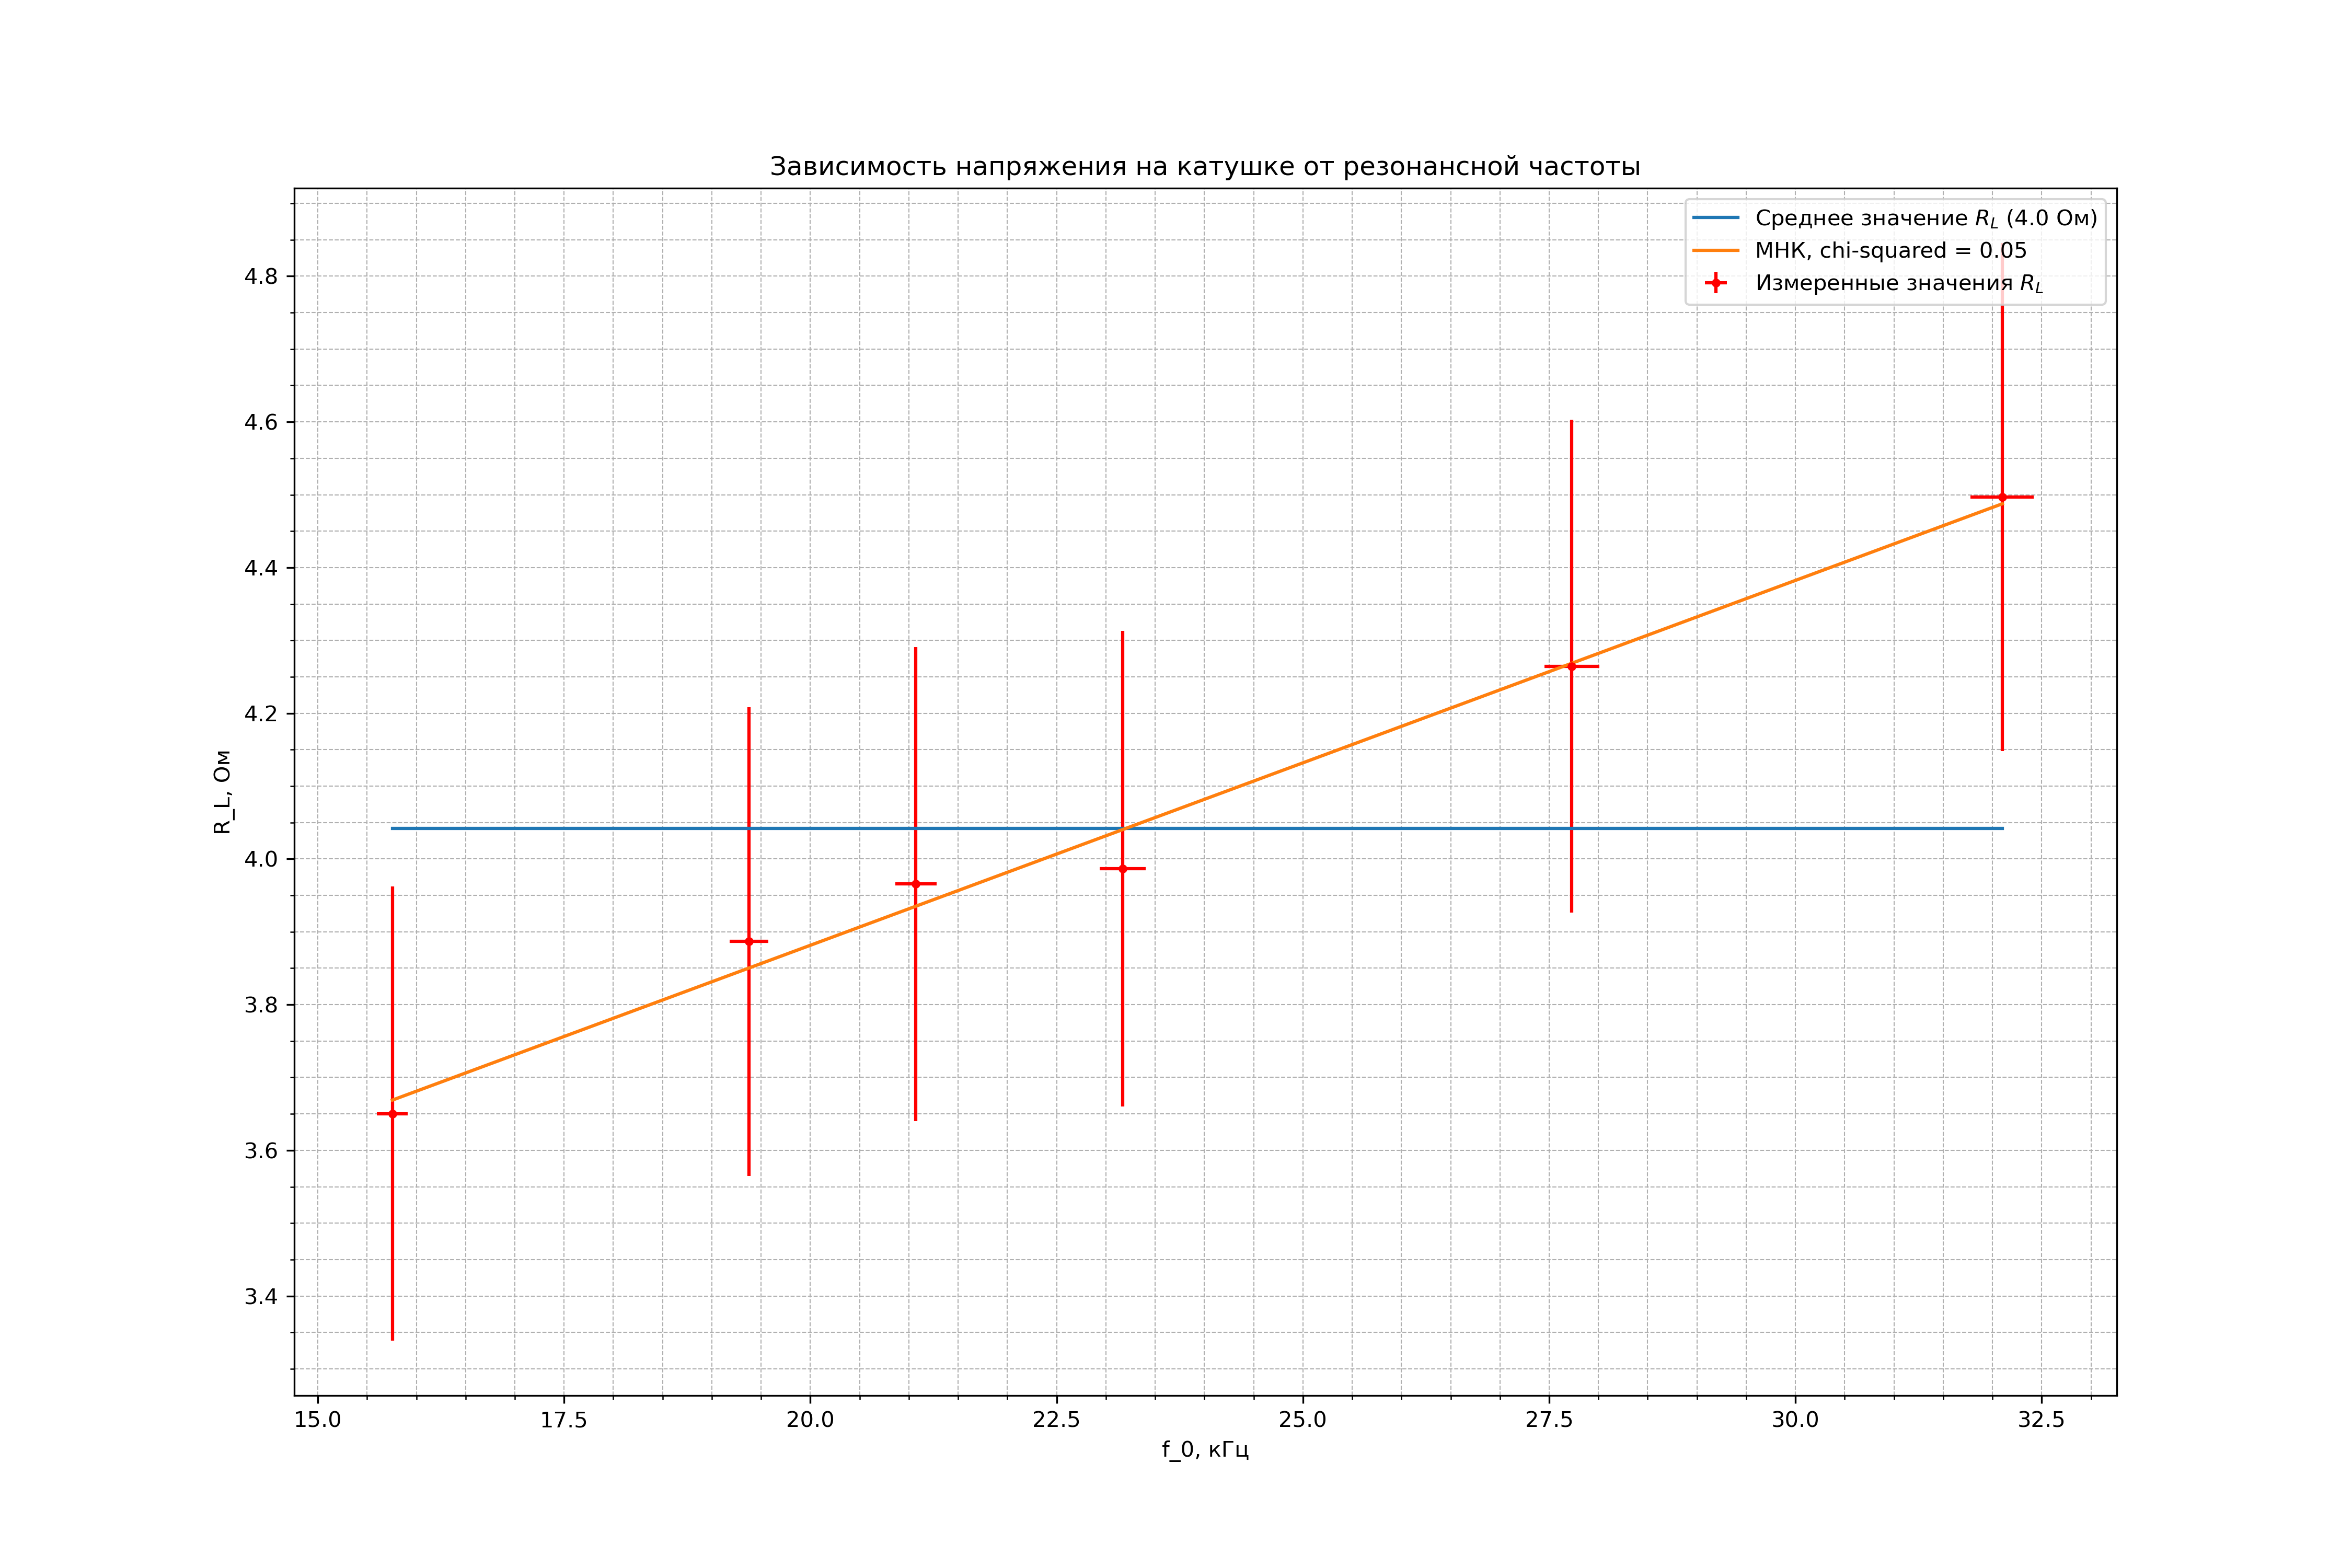 Зависимость напряжения на катушке от резонансной частоты
Среднее значение R_L (4.0 Ом)
МНК, chi-squared = 0.05
Измеренные значения R_L
R_L, Ом
4.8
4.6
4.4
4.2
4.0
3.8
3.6
3.4
15.0 17.5 20.0 22.5 25.0 27.5 30.0 32.5
f_0, кГц